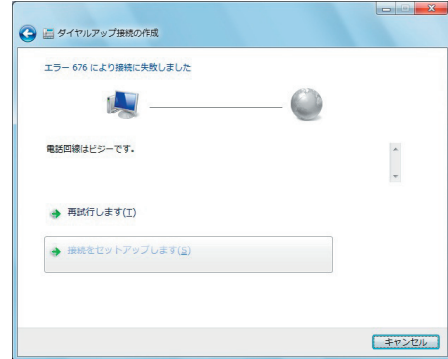 ダイヤルアップ接続の作成
エラー 676 により接続に失敗しました
電話回線はビジーです。
再試行します(T)
接続をセットアップします(S)
キャンセル